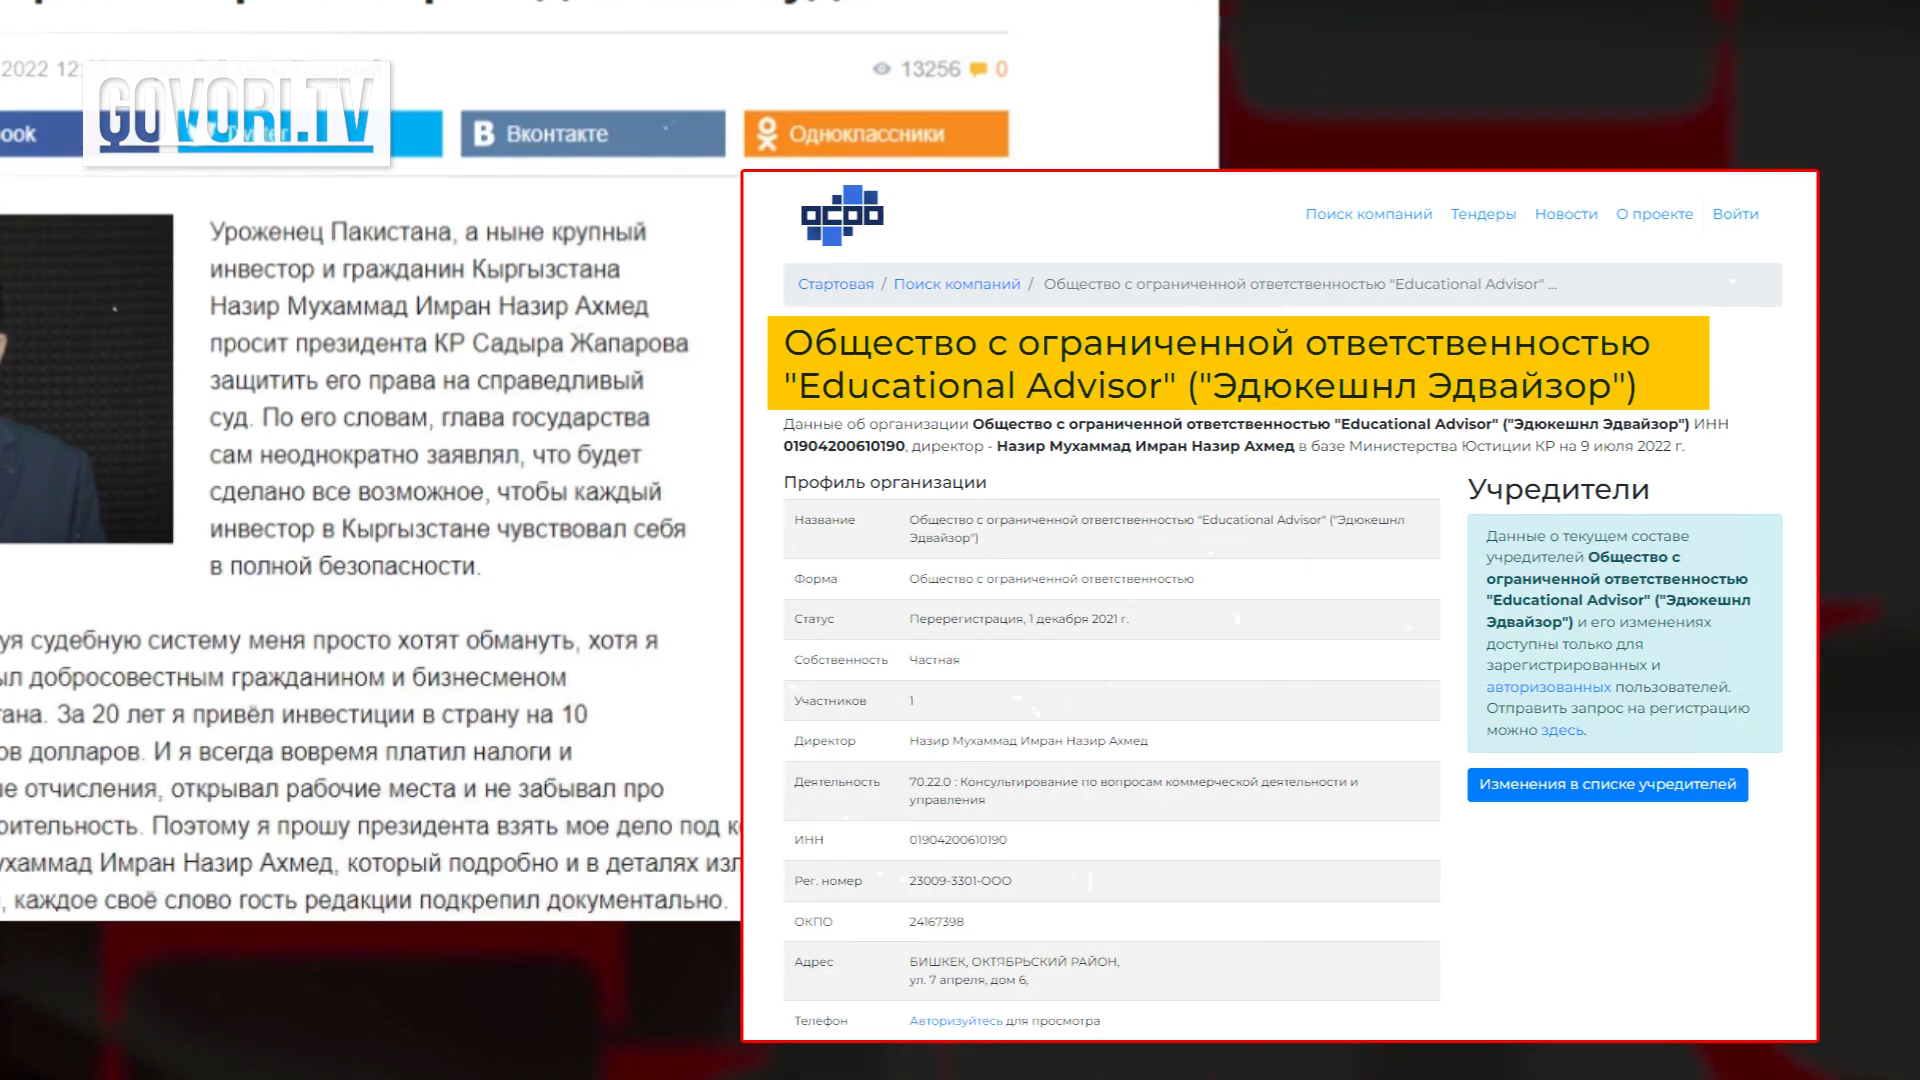 2022 12:
13256 0
ook
Вконтакте
Одноклассники
GOVORI.TV
Уроженец Пакистана, а ныне крупный
инвестор и гражданин Кыргызстана
Назир Мухаммад Имран Назир Ахмед
просит президента КР Садыра Жапарова
защитить его права на справедливый
суд. По его словам, глава государства
сам неоднократно заявлял, что будет
сделано все возможное, чтобы каждый
инвестор в Кыргызстане чувствовал себя
в полной безопасности.
уя судебную систему меня просто хотят обмануть, хотя я
ыл добросовестным гражданином и бизнесменом
тана. За 20 лет я привёл инвестиции в страну на 10
ов долларов. И я всегда вовремя платил налоги и
ые отчисления, открывал рабочие места и не забывал про
орительность. Поэтому я прошу президента взять мое дело под к
ухаммад Имран Назир Ахмед, который подробно и в деталях изл
, каждое своё слово гость редакции подкрепил документально.
осоо
Поиск компаний Тендеры Новости О проекте Войти
Стартовая / Поиск компаний / Общество с ограниченной ответственностью "Educational Advisor" ...
Общество с ограниченной ответственностью
"Educational Advisor" ("Эдюкешнл Эдвайзор")
Данные об организации Общество с ограниченной ответственностью "Educational Advisor" ("Эдюкешнл Эдвайзор") ИНН
01904200610190, директор - Назир Мухаммад Имран Назир Ахмед в базе Министерства Юстиции КР на 9 июля 2022 г.
Профиль организации
Название Общество с ограниченной ответственностью "Educational Advisor" ("Эдюкешнл
Эдвайзор")
Форма Общество с ограниченной ответственностью
Статус Перерегистрация, 1 декабря 2021 г.
Собственность Частная
Участников 1
Директор Назир Мухаммад Имран Назир Ахмед
Деятельность 70.22.0 : Консультирование по вопросам коммерческой деятельности и
управления
ИНН 01904200610190
Рег. номер 23009-3301-ООО
ОКПО 24167398
Адрес БИШКЕК, ОКТЯБРЬСКИЙ РАЙОН,
ул. 7 апреля, дом 6,
Телефон Авторизуйтесь для просмотра
Учредители
Данные о текущем составе
учредителей Общество с
ограниченной ответственностью
"Educational Advisor" ("Эдюкешнл
Эдвайзор") и его изменениях
доступны только для
зарегистрированных и
авторизованных пользователей.
Отправить запрос на регистрацию
можно здесь.
Изменения в списке учредителей